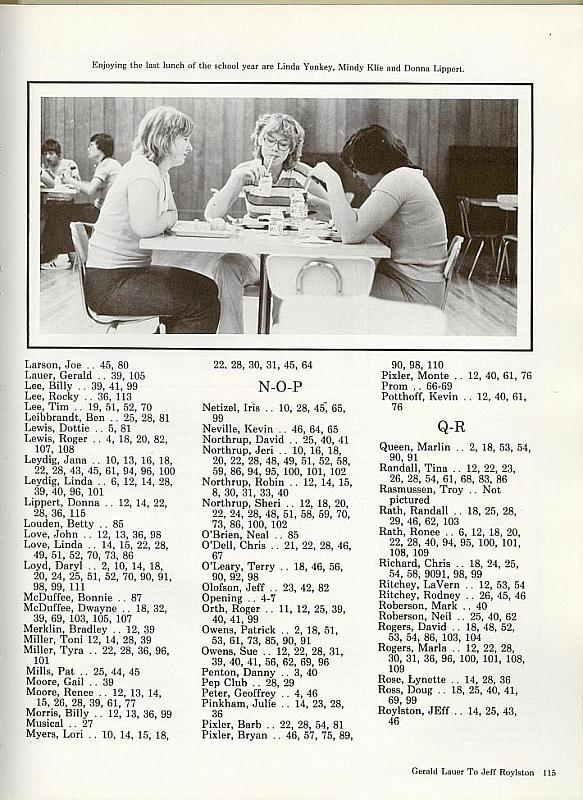 Enjoying the last lunch of the school year are Linda Yonkey, Mindy Klie and Donna Lippert.
Larson, Joe . . 45, 80
Lauer, Gerald . . 39, 105
Lee, Billy . . 39, 41, 99
Lee, Rocky . . 36, 113
Lee, Tim . . 19, 51, 52, 70
Leibbrandt, Ben . . 25, 28, 81
Lewis, Dottie . . 5, 81
Lewis, Roger . . 4, 18, 20, 82,
107, 108
Leydig, Jana . . 10, 13, 16, 18,
22, 28, 43, 45, 61, 94, 96, 100
Leydig, Linda . . 6, 12, 14, 28,
39, 40, 96, 101
Lippert, Donna . . 12, 14, 22,
28, 36, 115
Louden, Betty . . 85
Love, John . . 12, 13, 36, 98
Love, Linda . . 14, 15, 22, 28,
49, 51, 52, 70, 73, 86
Loyd, Daryl . . 2, 10, 14, 18,
20, 24, 25, 51, 52, 70, 90, 91,
98, 99, 111
McDuffee, Bonnie . . 87
McDuffee, Dwayne . . 18, 32,
39, 69, 103, 105, 107
Merklin, Bradley . . 12, 39
Miller, Toni 12, 14, 28, 39
Miller, Tyra . . 22, 28, 36, 96,
101
Mills, Pat . . 25, 44, 45
Moore, Gail . . 39
Moore, Renee . . 12, 13, 14,
15, 26, 28, 39, 61, 77
Morris, Billy . . 12, 13, 36, 99
Musical . . 27
Myers, Lori . . 10, 14, 15, 18,
22, 28, 30, 31, 45, 64
N-O-P
Netizel, Iris . . 10, 28, 45, 65,
99
Neville, Kevin . . 46, 64, 65
Northrup, David . . 25, 40, 41
Northrup, Jeri . . 10, 16, 18,
20, 22, 28, 48, 49, 51, 52, 58,
59, 86, 94, 95, 100, 101, 102
Northrup, Robin . . 12, 14, 15,
8, 30, 31, 33, 40
Northrup, Sheri . . 12, 18, 20,
22, 24, 28, 48, 51, 58, 59, 70,
73, 86, 100, 102
O'Brien, Neal . . 85
O'Dell, Chris . . 21, 22, 28, 46,
67
O'Leary, Terry . . 18, 46, 56,
90, 92, 98
Olofson, Jeff . . 23, 42, 82
Opening . . 4-7
Orth, Roger . . 11, 12, 25, 39,
40, 41, 99
Owens, Patrick . . 2, 18, 51,
53, 61, 73, 85, 90, 91
Owens, Sue . . 12, 22, 28, 31,
39, 40, 41, 56, 62, 69, 96
Penton, Danny . . 3, 40
Pep Club . . 28, 29
Peter, Geoffrey . . 4, 46
Pinkham, Julie . . 14, 23, 28,
36
Pixler, Barb . . 22, 28, 54, 81
Pixler, Bryan . . 46, 57, 75, 89,
90, 98, 110
Pixler, Monte . . 12, 40, 61, 76
Prom . . 66-69
Potthoff, Kevin . . 12, 40, 61,
76
Q-R
Queen, Marlin . . 2, 18, 53, 54,
90, 91
Randall, Tina . . 12, 22, 23,
26, 28, 54, 61, 68, 83, 86
Rasmussen, Troy . . Not
pictured
Rath, Randall . . 18, 25, 28,
29, 46, 62, 103
Rath, Ronee . . 6, 12, 18, 20,
22, 28, 40, 94, 95, 100, 101,
108, 109
Richard, Chris . . 18, 24, 25,
54, 58, 9091, 98, 99
Ritchey, LaVern . . 12, 53, 54
Ritchey, Rodney . . 26, 45, 46
Roberson, Mark . . 40
Roberson, Neil . . 25, 40, 62
Rogers, David . . 18, 48, 52,
53, 54, 86, 103, 104
Rogers, Marla . . 12, 22, 28,
30, 31, 36, 96, 100, 101, 108,
109
Rose, Lynette . . 14, 28, 36
Ross, Doug . . 18, 25, 40, 41,
69, 99
Roylston, JEff . . 14, 25, 43,
46
Gerald Lauer To Jeff Roylston 115